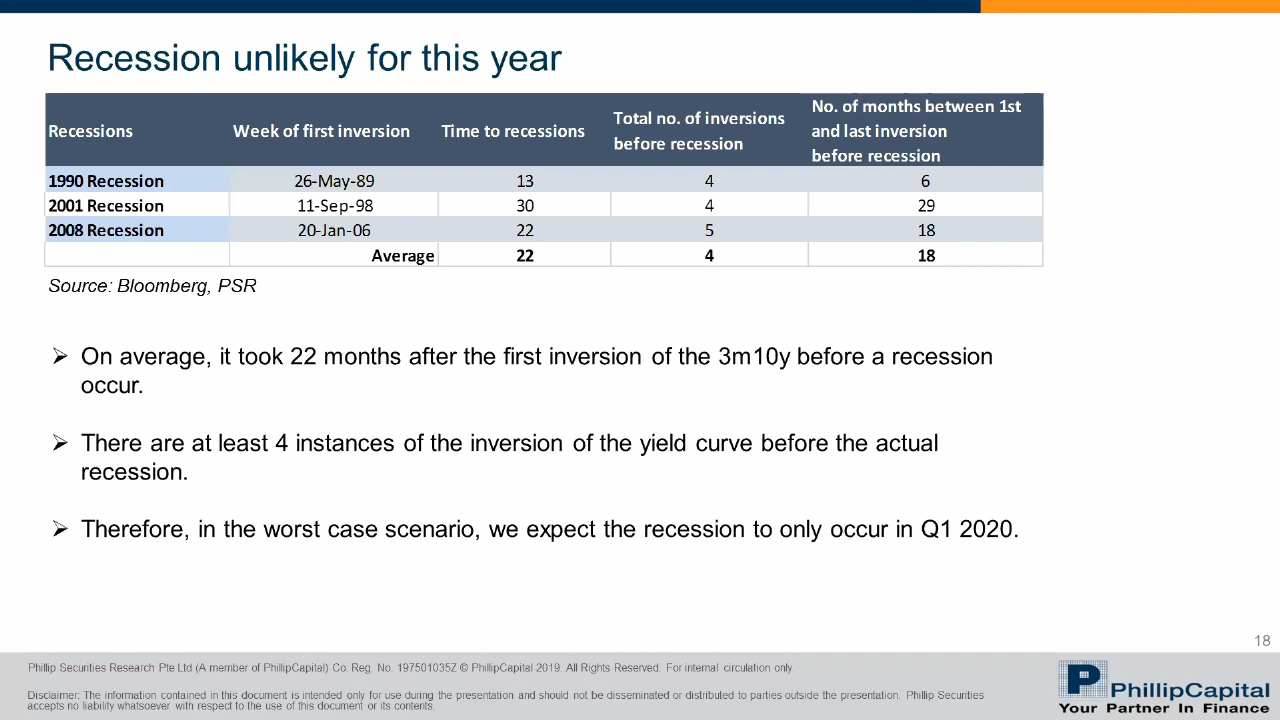 Recession unlikely for this year
Recessions Week of first inversion Time to recessions Total no. of inversions before recession No. of months between 1st and last inversion before recession
1990 Recession 26-May-89 13 4 6
2001 Recession 11-Sep-98 30 4 29
2008 Recession 20-Jan-06 22 5 18
Average 22 4 18
Source: Bloomberg, PSR
➢ On average, it took 22 months after the first inversion of the 3m10y before a recession
occur.
➢ There are at least 4 instances of the inversion of the yield curve before the actual
recession.
➢ Therefore, in the worst case scenario, we expect the recession to only occur in Q1 2020.
18
Phillip Securities Research Pte Ltd (A member of PhillipCapital) Co. Reg. No. 197501035Z © PhillipCapital 2019. All Rights Reserved. For internal circulation only.
Disclaimer: The information contained in this document is intended only for use during the presentation and should not be disseminated or distributed to parties outside the presentation. Phillip Securities
accepts no liability whatsoever with respect to the use of this document or its contents.
P PhillipCapital
Your Partner In Finance